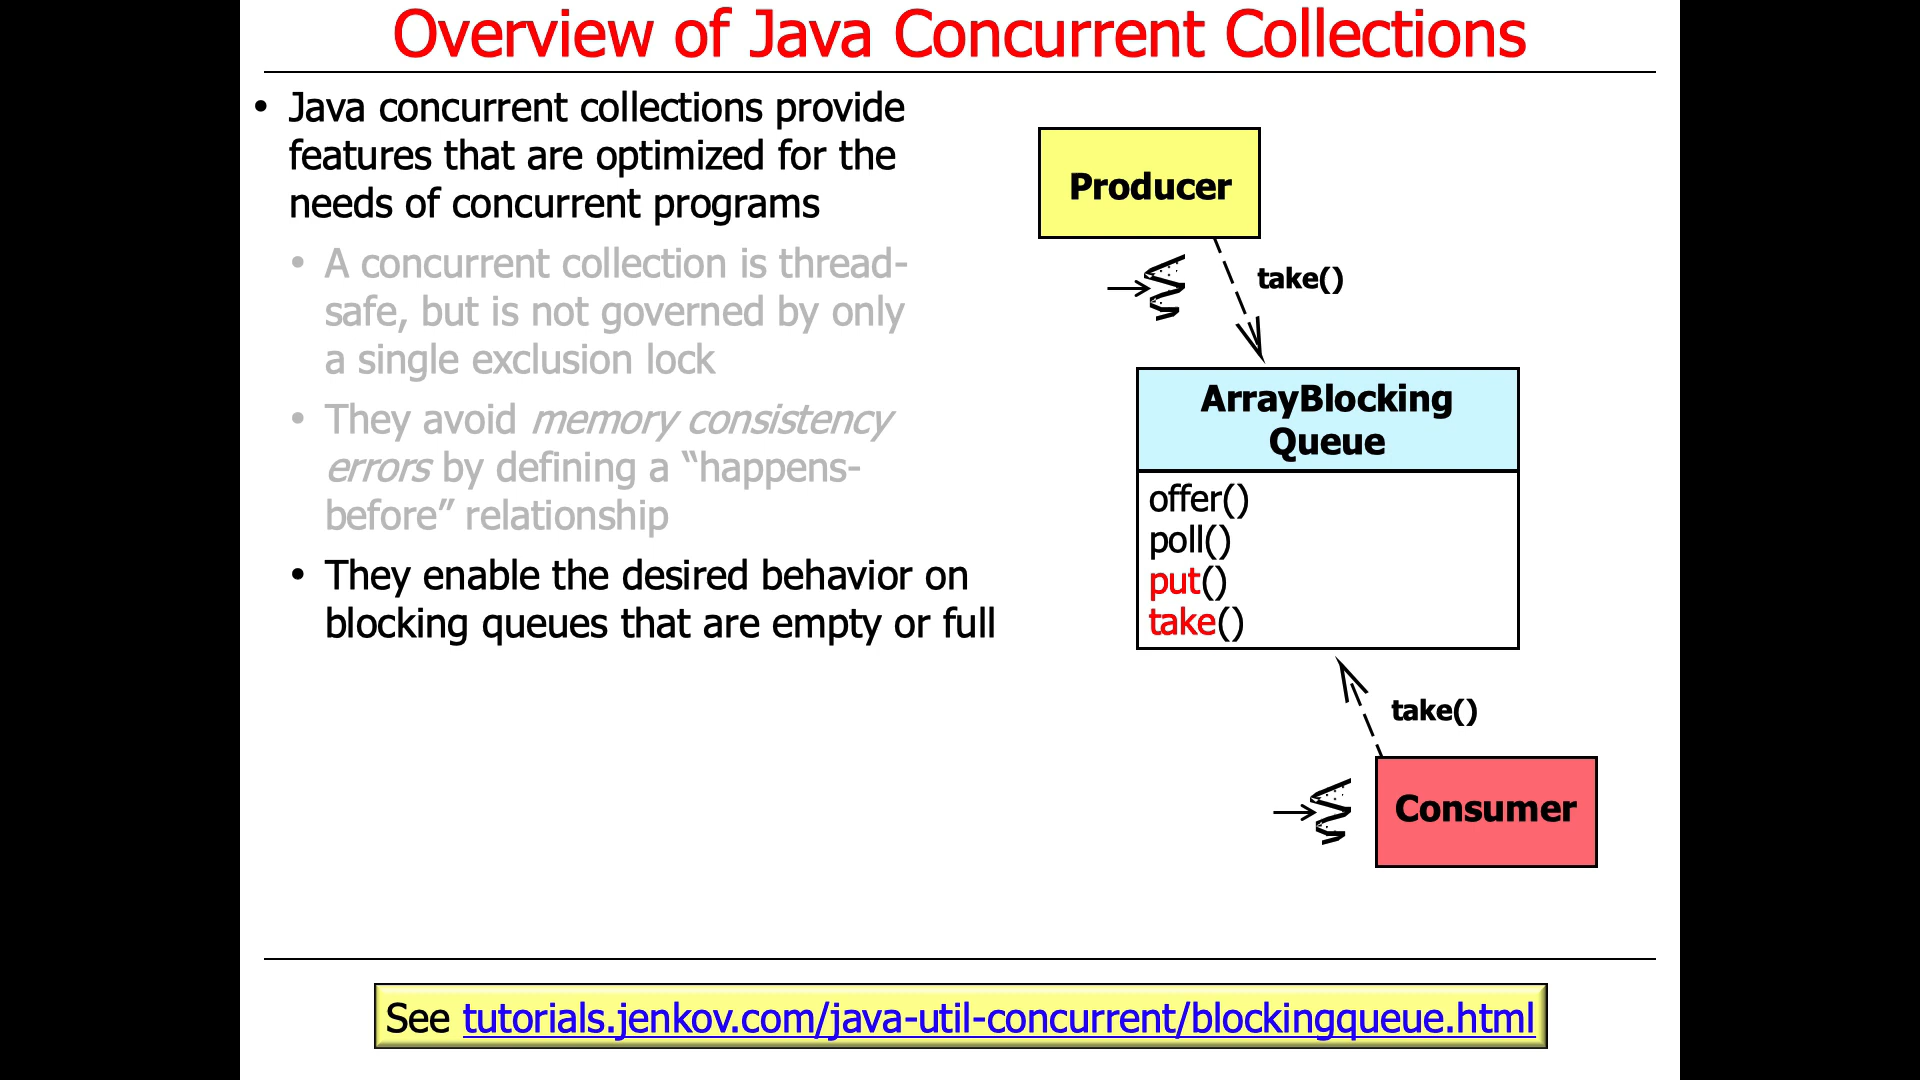 Overview of Java Concurrent Collections
• Java concurrent collections provide
features that are optimized for the
needs of concurrent programs
• A concurrent collection is thread-
safe, but is not governed by only
a single exclusion lock
• They avoid memory consistency
errors by defining a “happens-
before” relationship
• They enable the desired behavior on
blocking queues that are empty or full
Producer
take()
ArrayBlocking
Queue
offer()
poll()
put()
take()
take()
Consumer
See tutorials.jenkov.com/java-util-concurrent/blockingqueue.html